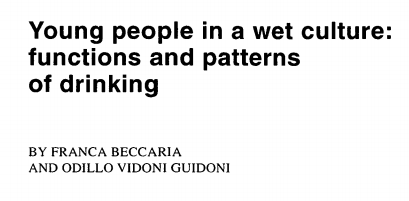 Young people in a wet culture:
functions and patterns
of drinking
BY FRANCA BECCARIA
AND ODILLO VIDONI GUIDONI